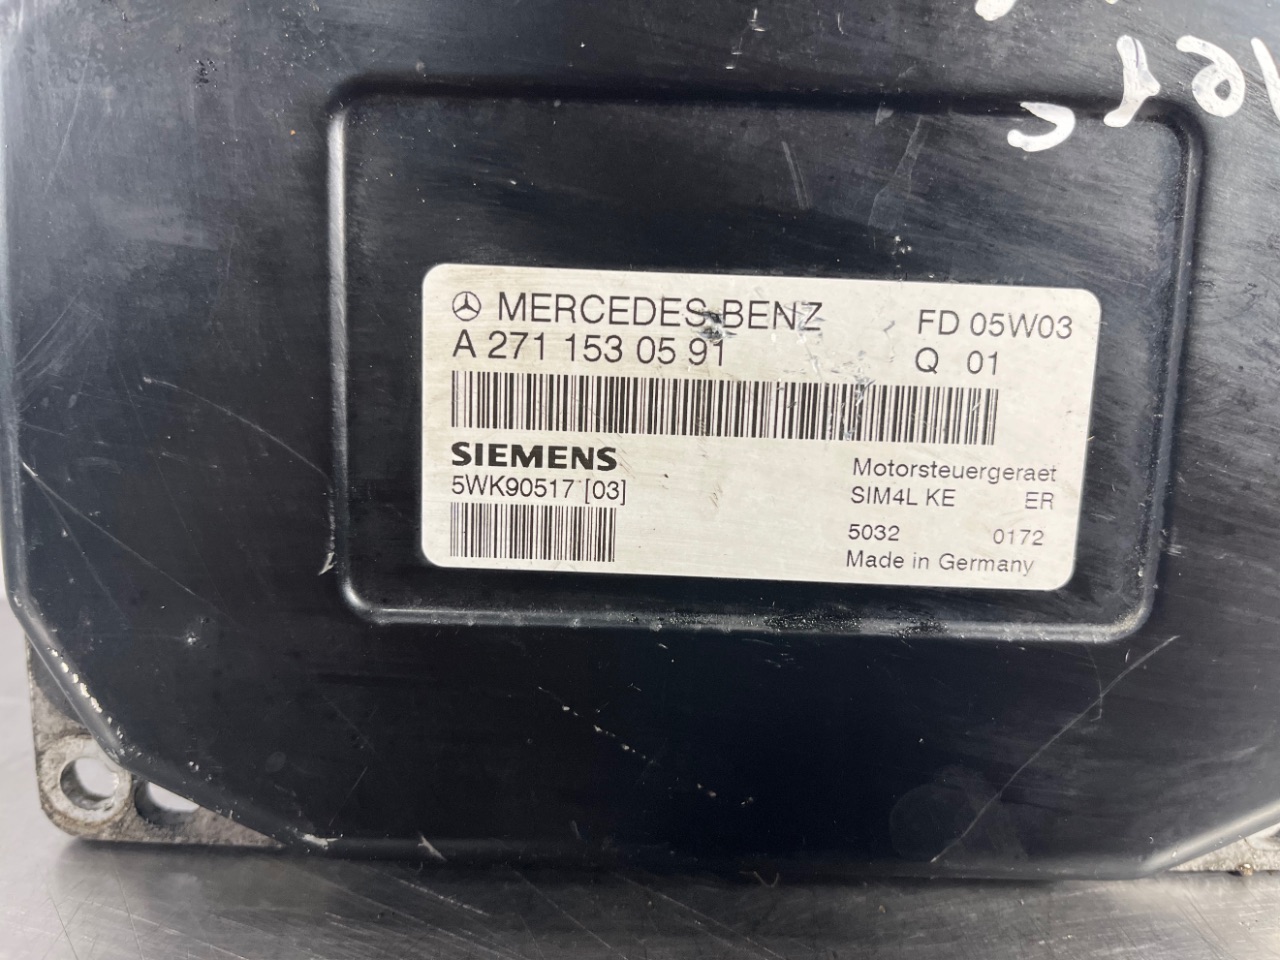 MERCEDES-BENZ
FD 05W03
A 271 153 05 91
Q 01
SIEMENS
5WK90517 [03]
Motorsteuergeraet
SIM4L KE ER
5032 0172
Made in Germany